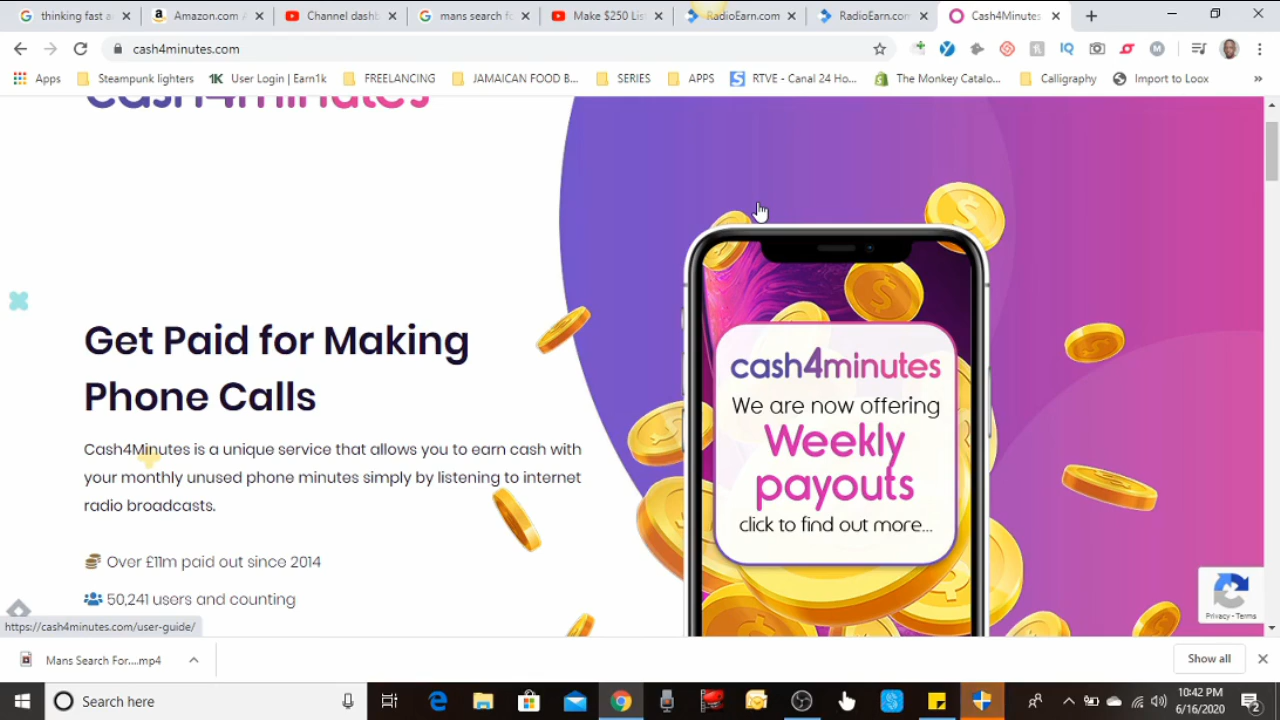 thinking fast a
Amazon.com
Channel dashb
mans search fo
Make $250 List
RadioEarn.com
RadioEarn.com
Cash4Minutes
cash4minutes.com
Apps
Steampunk lighters
1K User Login | Earn1k
FREELANCING
JAMAICAN FOOD B...
SERIES
APPS
RTVE - Canal 24 Ho...
The Monkey Catalo...
Calligraphy
Import to Loox
»
cash4minutes
Get Paid for Making
Phone Calls
Cash4Minutes is a unique service that allows you to earn cash with
your monthly unused phone minutes simply by listening to internet
radio broadcasts.
Over £11m paid out since 2014
50,241 users and counting
cash4minutes
We are now offering
Weekly
payouts
click to find out more...
Privacy - Terms
https://cash4minutes.com/user-guide/
Mans Search For....mp4
Show all
Search here
10:42 PM
6/16/2020
2